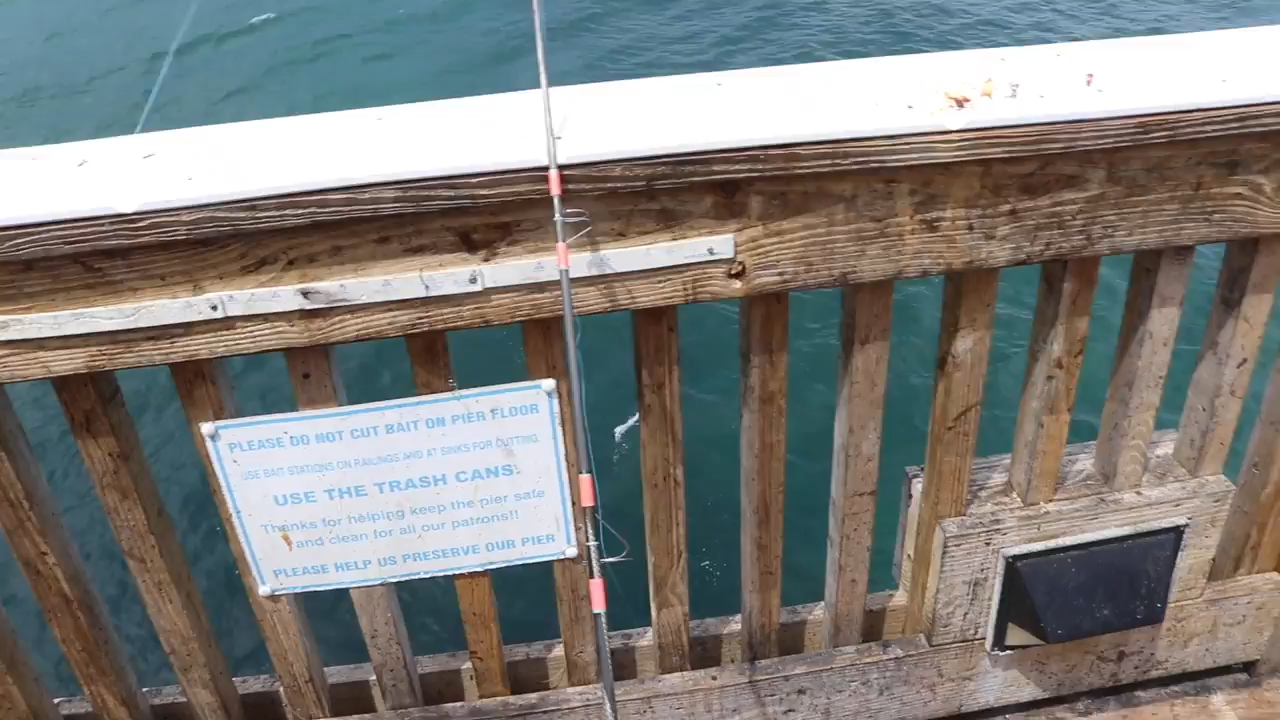 PLEASE DO NOT CUT BAIT ON PIER FLOOR
USE BAIT STATIONS ON RAILINGS AND AT SINKS FOR CUTTING.
USE THE TRASH CANS.
Thanks for helping keep the pier safe
and clean for all our patrons!!
PLEASE HELP US PRESERVE OUR PIER